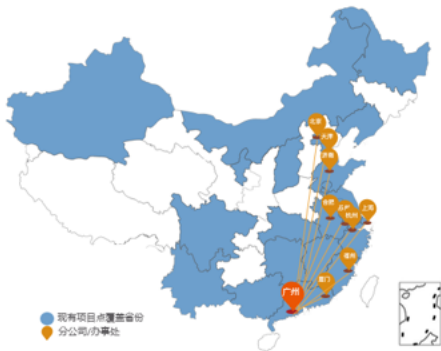 北京
天津
济南
合肥
上海
杭州
福州
厦门
广州
现有项目点覆盖省份
分公司/办事处